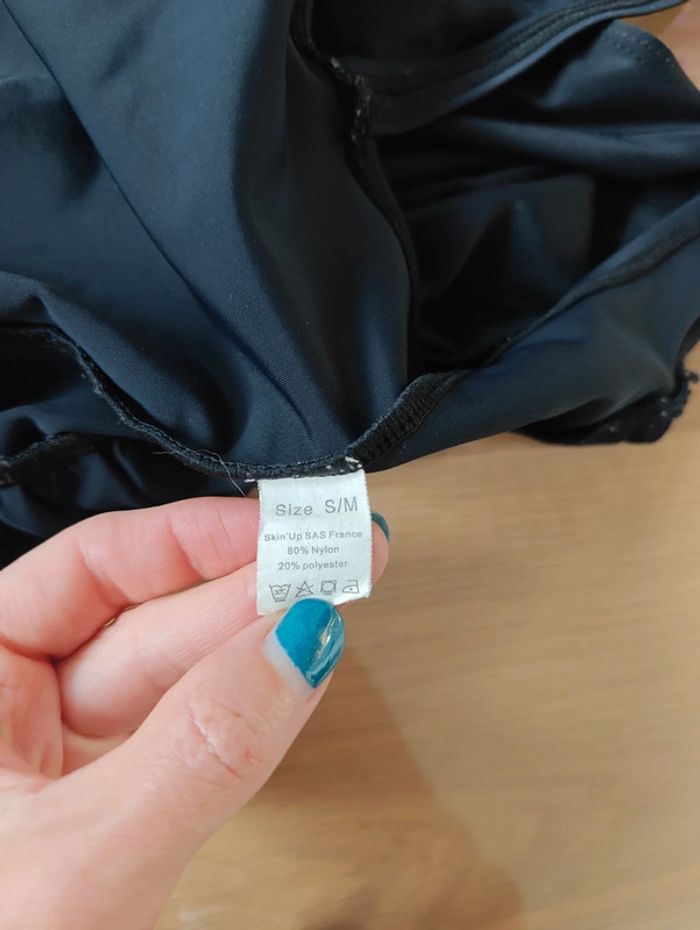 Size S/M
Skin'Up SAS France
80% Nylon
20% polyester